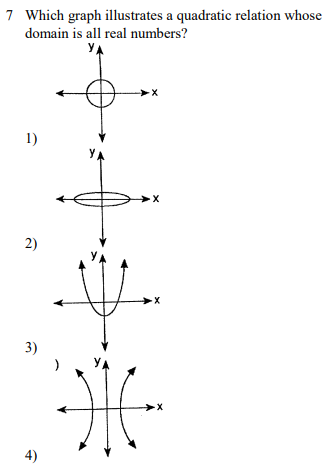 7 Which graph illustrates a quadratic relation whose
domain is all real numbers?
y
x
1)
y
x
2)
y
x
3)
)
y
x
4)